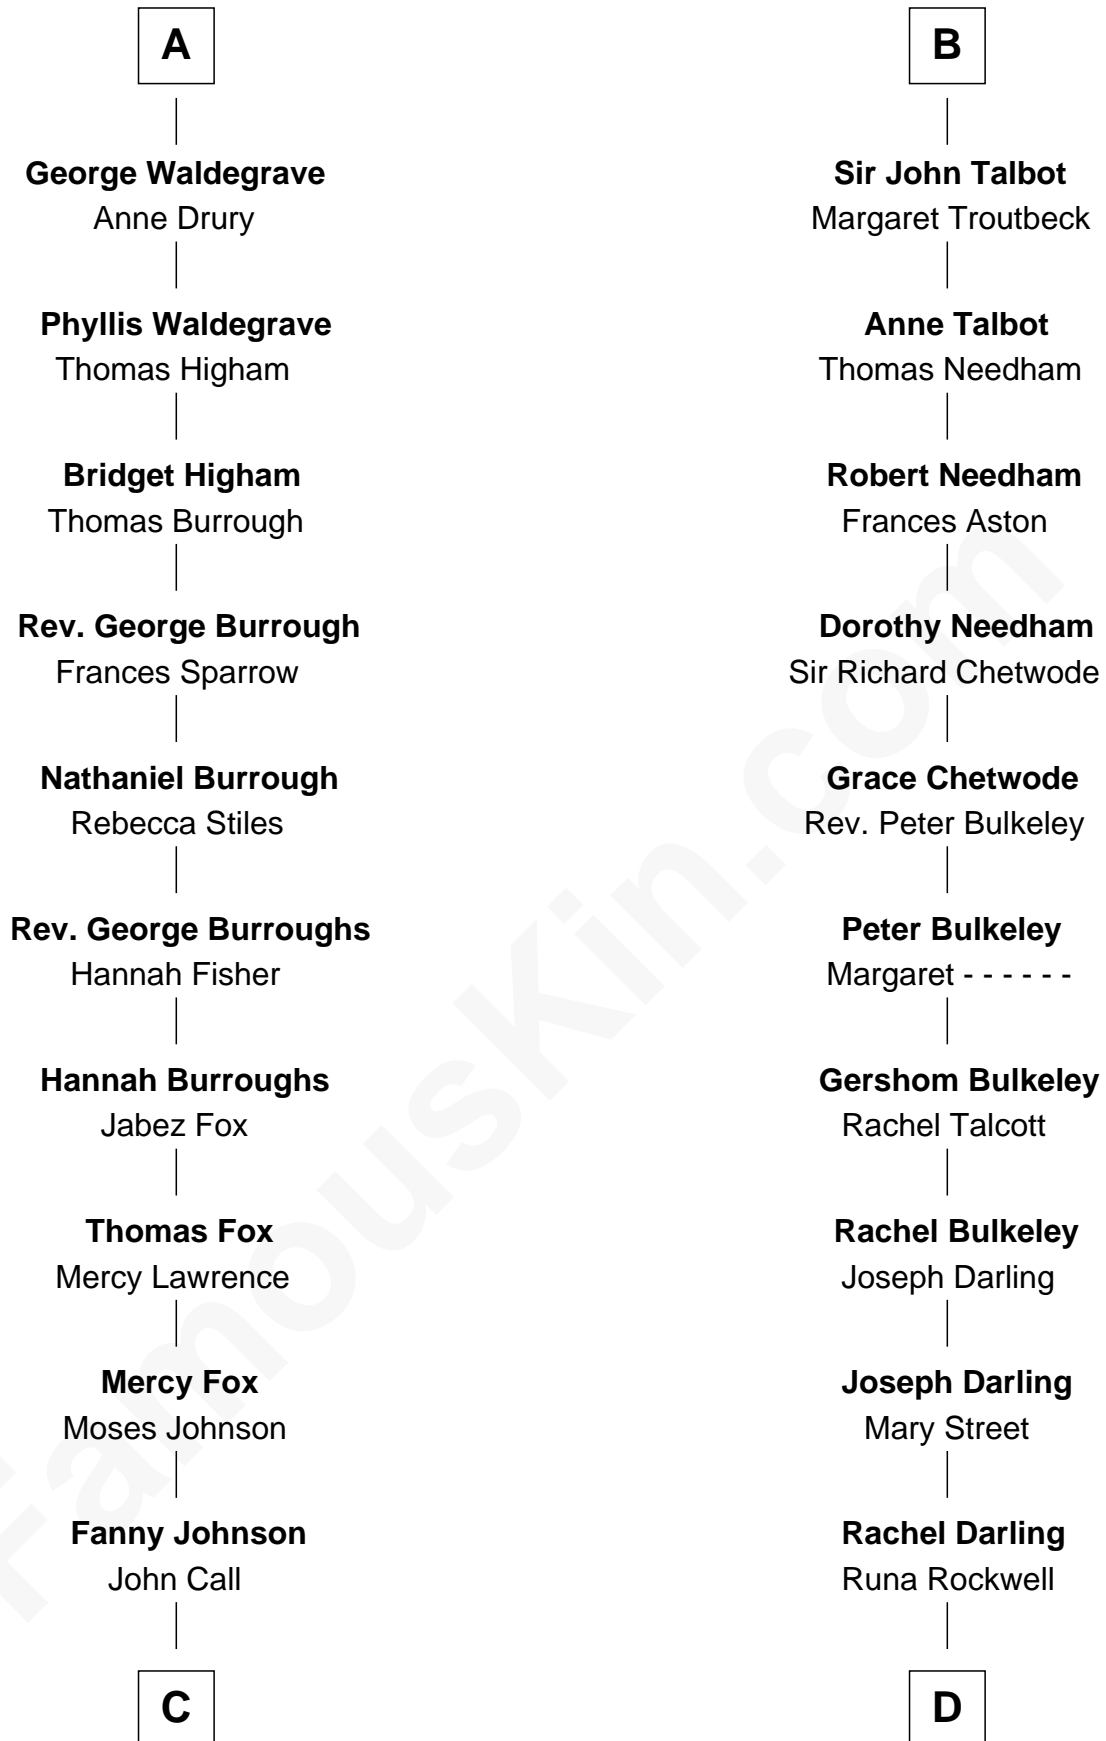 A
George Waldegrave
Anne Drury
Phyllis Waldegrave
Thomas Higham
Bridget Higham
Thomas Burrough
Rev. George Burrough
Frances Sparrow
Nathaniel Burrough
Rebecca Stiles
Rev. George Burroughs
Hannah Fisher
Hannah Burroughs
Jabez Fox
Thomas Fox
Mercy Lawrence
Mercy Fox
Moses Johnson
Fanny Johnson
John Call
C
B
Sir John Talbot
Margaret Troutbeck
Anne Talbot
Thomas Needham
Robert Needham
Frances Aston
Dorothy Needham
Sir Richard Chetwode
Grace Chetwode
Rev. Peter Bulkeley
Peter Bulkeley
Margaret - - - - - -
Gershom Bulkeley
Rachel Talcott
Rachel Bulkeley
Joseph Darling
Joseph Darling
Mary Street
Rachel Darling
Runa Rockwell
D
FamousKin.com